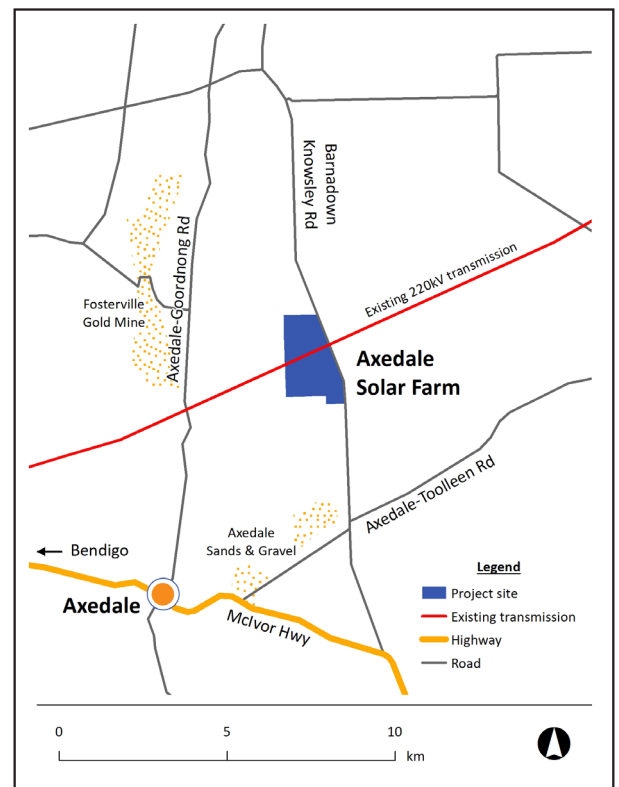 Barnadown
Knowsley Rd
Axedale-Goordnong Rd
Existing 220kV transmission
Fosterville
Gold Mine
Axedale
Solar Farm
Axedale-Toolleen Rd
Axedale
Sands & Gravel
Bendigo
Axedale
McIvor Hwy
Legend
Project site
Existing transmission
Highway
Road
0 5 10
km